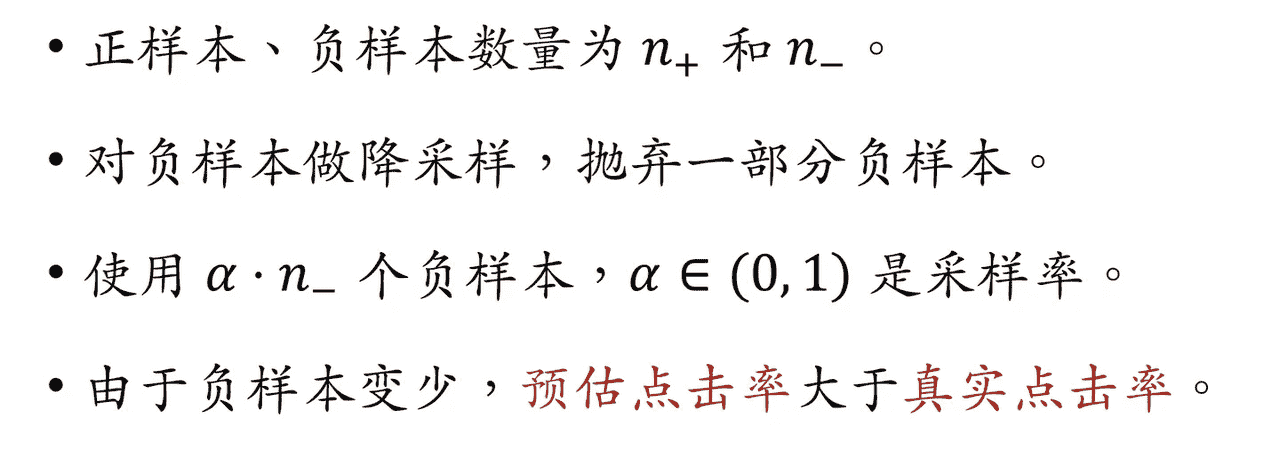 • 正样本、负样本数量为 n₊ 和 n₋ 。
• 对负样本做降采样，抛弃一部分负样本。
• 使用 α · n₋ 个负样本，α ∈ (0, 1) 是采样率。
• 由于负样本变少，预估点击率大于真实点击率。